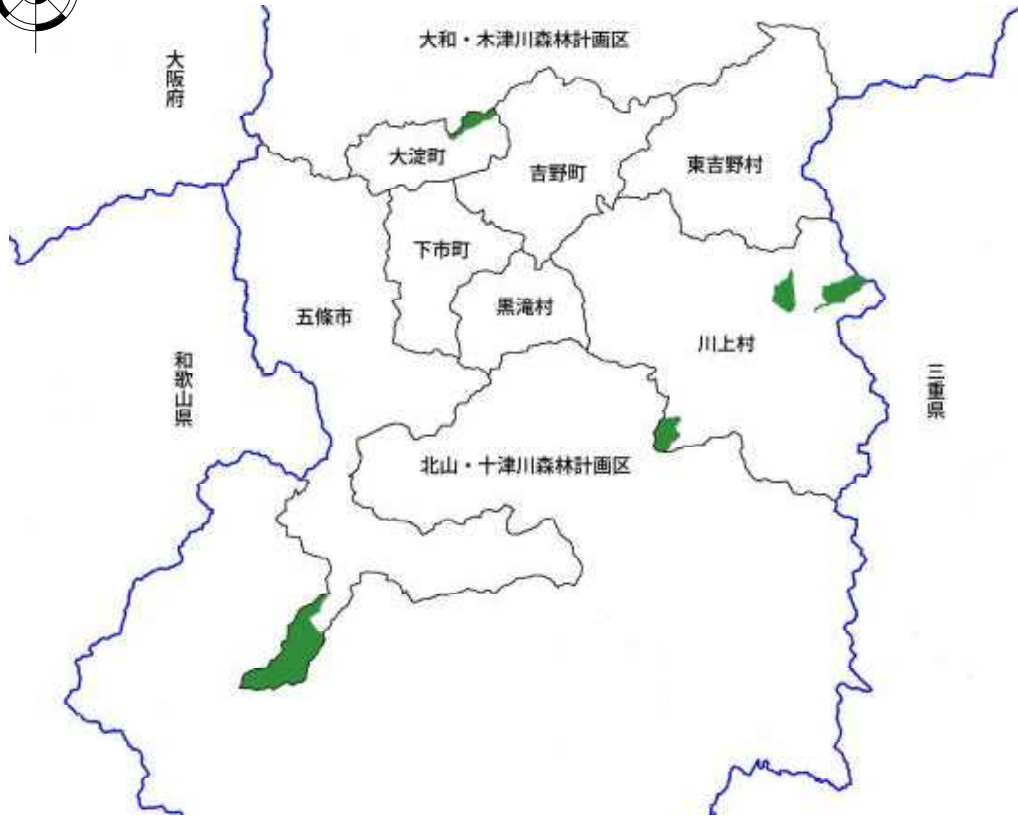 大和・木津川森林計画区
大阪府
大淀町
吉野町
東吉野村
下市町
黒滝村
五條市
川上村
和歌山県
三重県
北山・十津川森林計画区